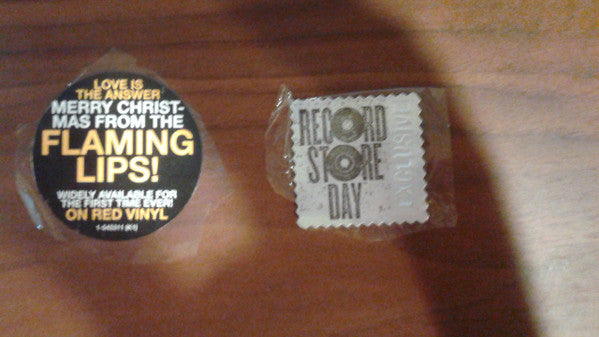 LOVE IS
THE ANSWER
MERRY CHRIST-
MAS FROM THE
FLAMING
LIPS!
WIDELY AVAILABLE FOR
THE FIRST TIME EVER!
ON RED VINYL
RECORD
STORE
DAY
EXCLUSIVE